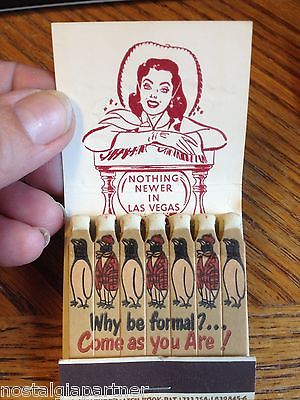 NOTHING
NEWER
IN
LAS VEGAS
Why be formal?...
Come as you Are!
nostalgiapartner